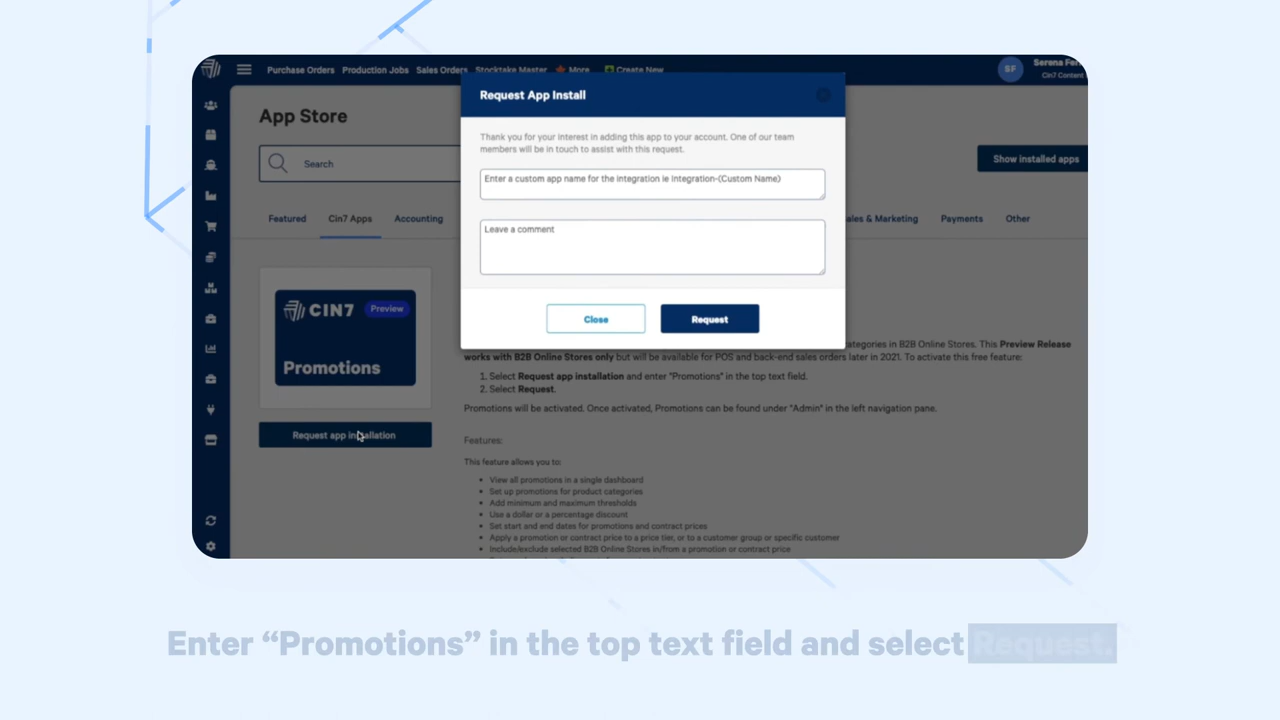 Purchase Orders Production Jobs Sales Orders Stocktake Master More Create New
SF
Serena
Cin7 Content
App Store
Search
Show installed apps
Featured Cin7 Apps Accounting
ales & Marketing Payments Other
Request App Install
Thank you for your interest in adding this app to your account. One of our team
members will be in touch to assist with this request.
Enter a custom app name for the integration ie Integration-(Custom Name)
Leave a comment
Close Request
CIN7 Preview
Promotions
Request app installation
categories in B2B Online Stores. This Preview Release
works with B2B Online Stores only but will be available for POS and back-end sales orders later in 2021. To activate this free feature:
1. Select Request app installation and enter "Promotions" in the top text field.
2. Select Request.
Promotions will be activated. Once activated, Promotions can be found under "Admin" in the left navigation pane.
Features:
This feature allows you to:
• View all promotions in a single dashboard
• Set up promotions for product categories
• Add minimum and maximum thresholds
• Use a dollar or a percentage discount
• Set start and end dates for promotions and contract prices
• Apply a promotion or contract price to a price tier, or to a customer group or specific customer
• Include/exclude selected B2B Online Stores in/from a promotion or contract price
Enter “Promotions” in the top text field and select Request.